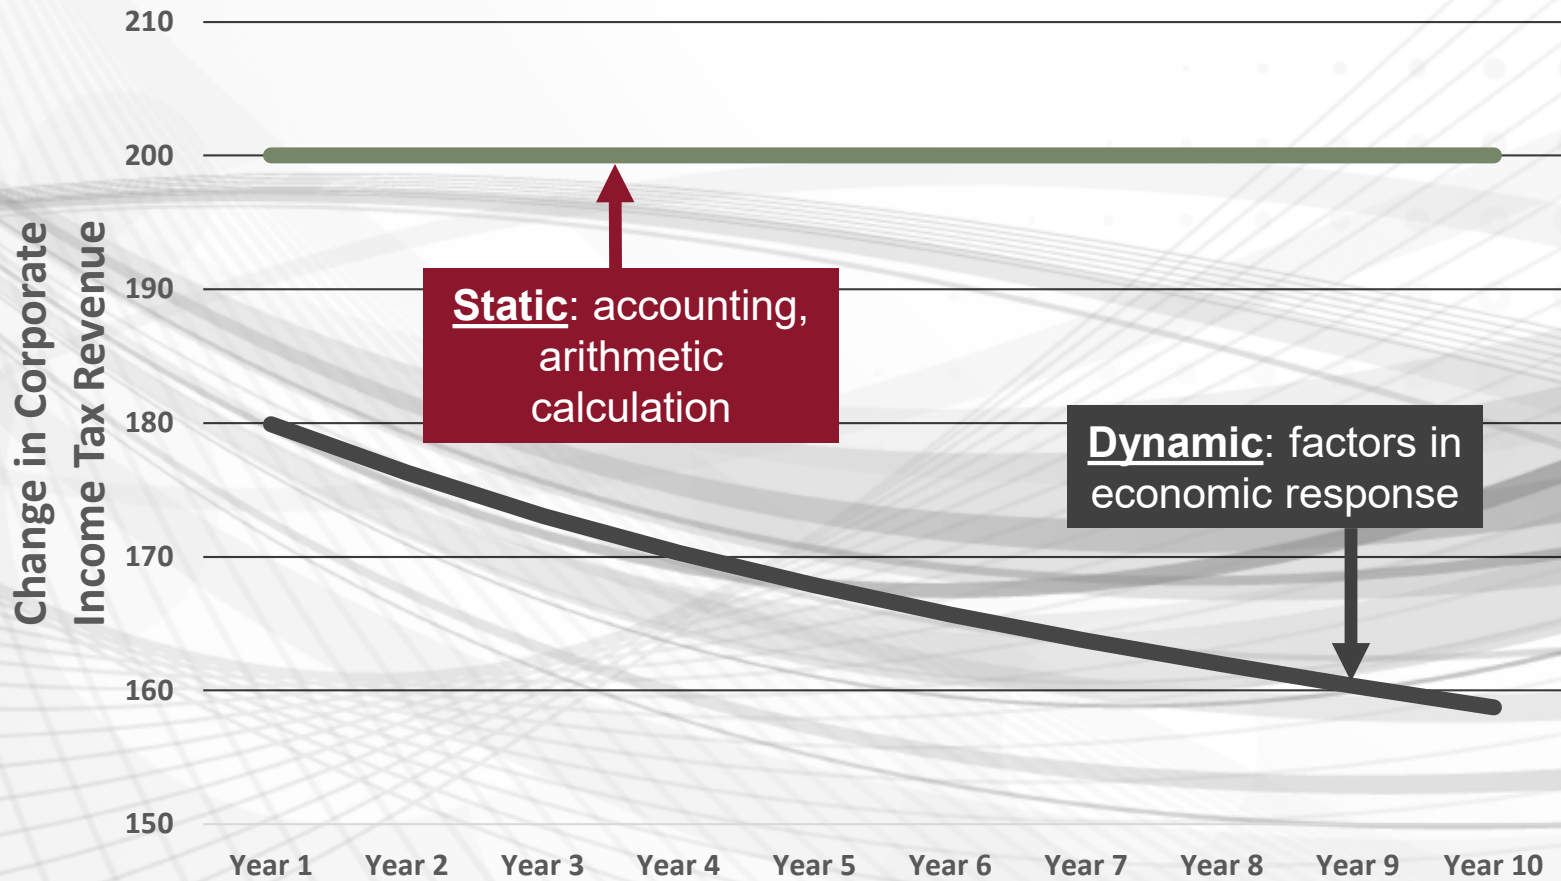 210
200
190
180
170
160
150
Change in Corporate
Income Tax Revenue
Static: accounting,
arithmetic
calculation
Dynamic: factors in
economic response
Year 1 Year 2 Year 3 Year 4 Year 5 Year 6 Year 7 Year 8 Year 9 Year 10